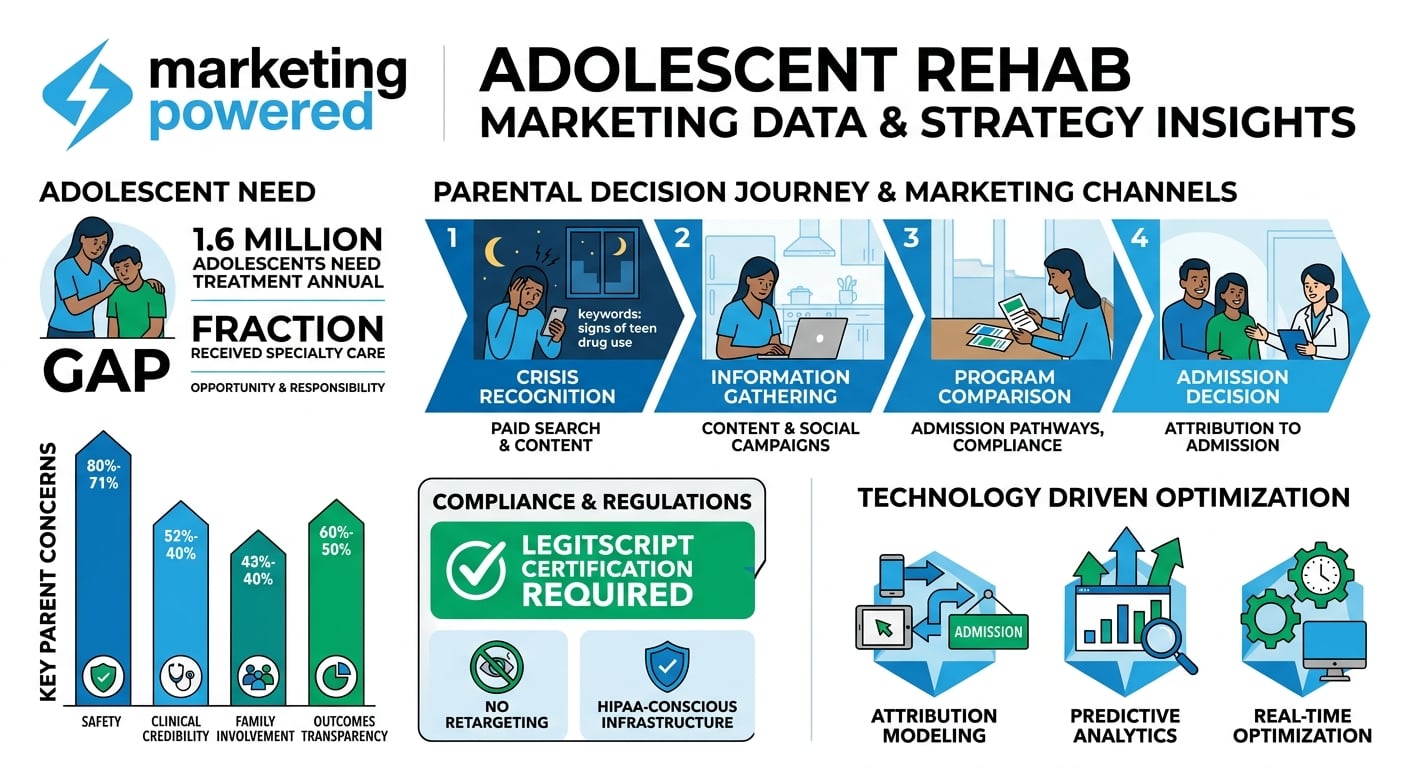 marketing
powered
ADOLESCENT REHAB
MARKETING DATA & STRATEGY INSIGHTS
ADOLESCENT NEED
1.6 MILLION
ADOLESCENTS NEED
TREATMENT ANNUAL
FRACTION
RECEIVED SPECIALTY CARE
GAP
OPPORTUNITY & RESPONSIBILITY
PARENTAL DECISION JOURNEY & MARKETING CHANNELS
1
keywords:
signs of teen
drug use
CRISIS
RECOGNITION
PAID SEARCH
& CONTENT
2
INFORMATION
GATHERING
CONTENT & SOCIAL
CAMPAIGNS
3
PROGRAM
COMPARISON
ADMISSION PATHWAYS,
COMPLIANCE
4
ADMISSION
DECISION
ATTRIBUTION TO
ADMISSION
KEY PARENT CONCERNS
80%-
71%
52%-
40%
43%-
40%
60%-
50%
SAFETY
CLINICAL
CREDIBILITY
FAMILY
INVOLVEMENT
OUTCOMES
TRANSPARENCY
COMPLIANCE & REGULATIONS
LEGITSCRIPT
CERTIFICATION
REQUIRED
NO
RETARGETING
HIPAA-CONSCIOUS
INFRASTRUCTURE
TECHNOLOGY DRIVEN OPTIMIZATION
ADMISSION
ATTRIBUTION
MODELING
PREDICTIVE
ANALYTICS
REAL-TIME
OPTIMIZATION